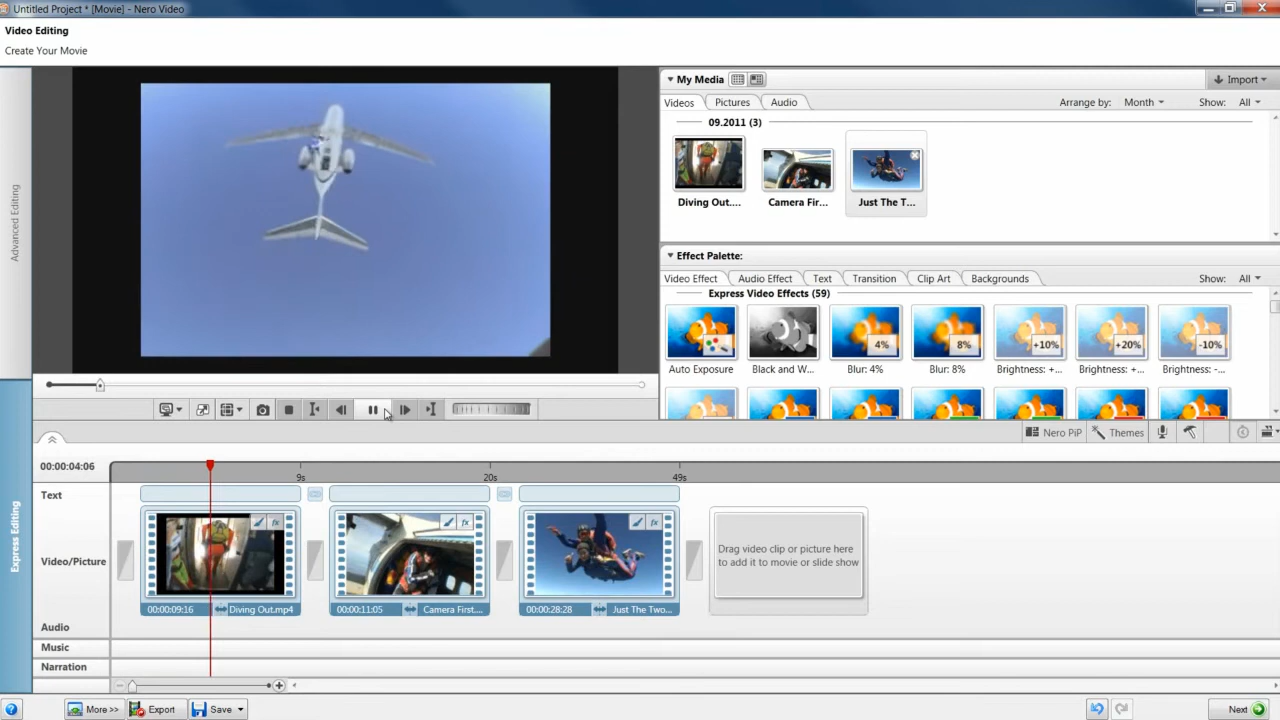 Untitled Project * [Movie] - Nero Video
Video Editing
Create Your Movie
Advanced Editing
My Media
Import
Videos
Pictures
Audio
Arrange by:
Month
Show:
All
09.2011 (3)
Diving Out....
Camera Fir...
Just The T...
Effect Palette:
Video Effect
Audio Effect
Text
Transition
Clip Art
Backgrounds
Show:
All
Express Video Effects (59)
4%
8%
+10%
+20%
-10%
Auto Exposure
Black and W...
Blur: 4%
Blur: 8%
Brightness: +...
Brightness: +...
Brightness: -...
Nero PiP
Themes
00:00:04:06
9s
20s
49s
Express Editing
Text
Video/Picture
fx
fx
fx
Drag video clip or picture here
to add it to movie or slide show
00:00:09:16
Diving Out.mp4
00:00:11:05
Camera First....
00:00:28:28
Just The Two...
Audio
Music
Narration
More >>
Export
Save
Next